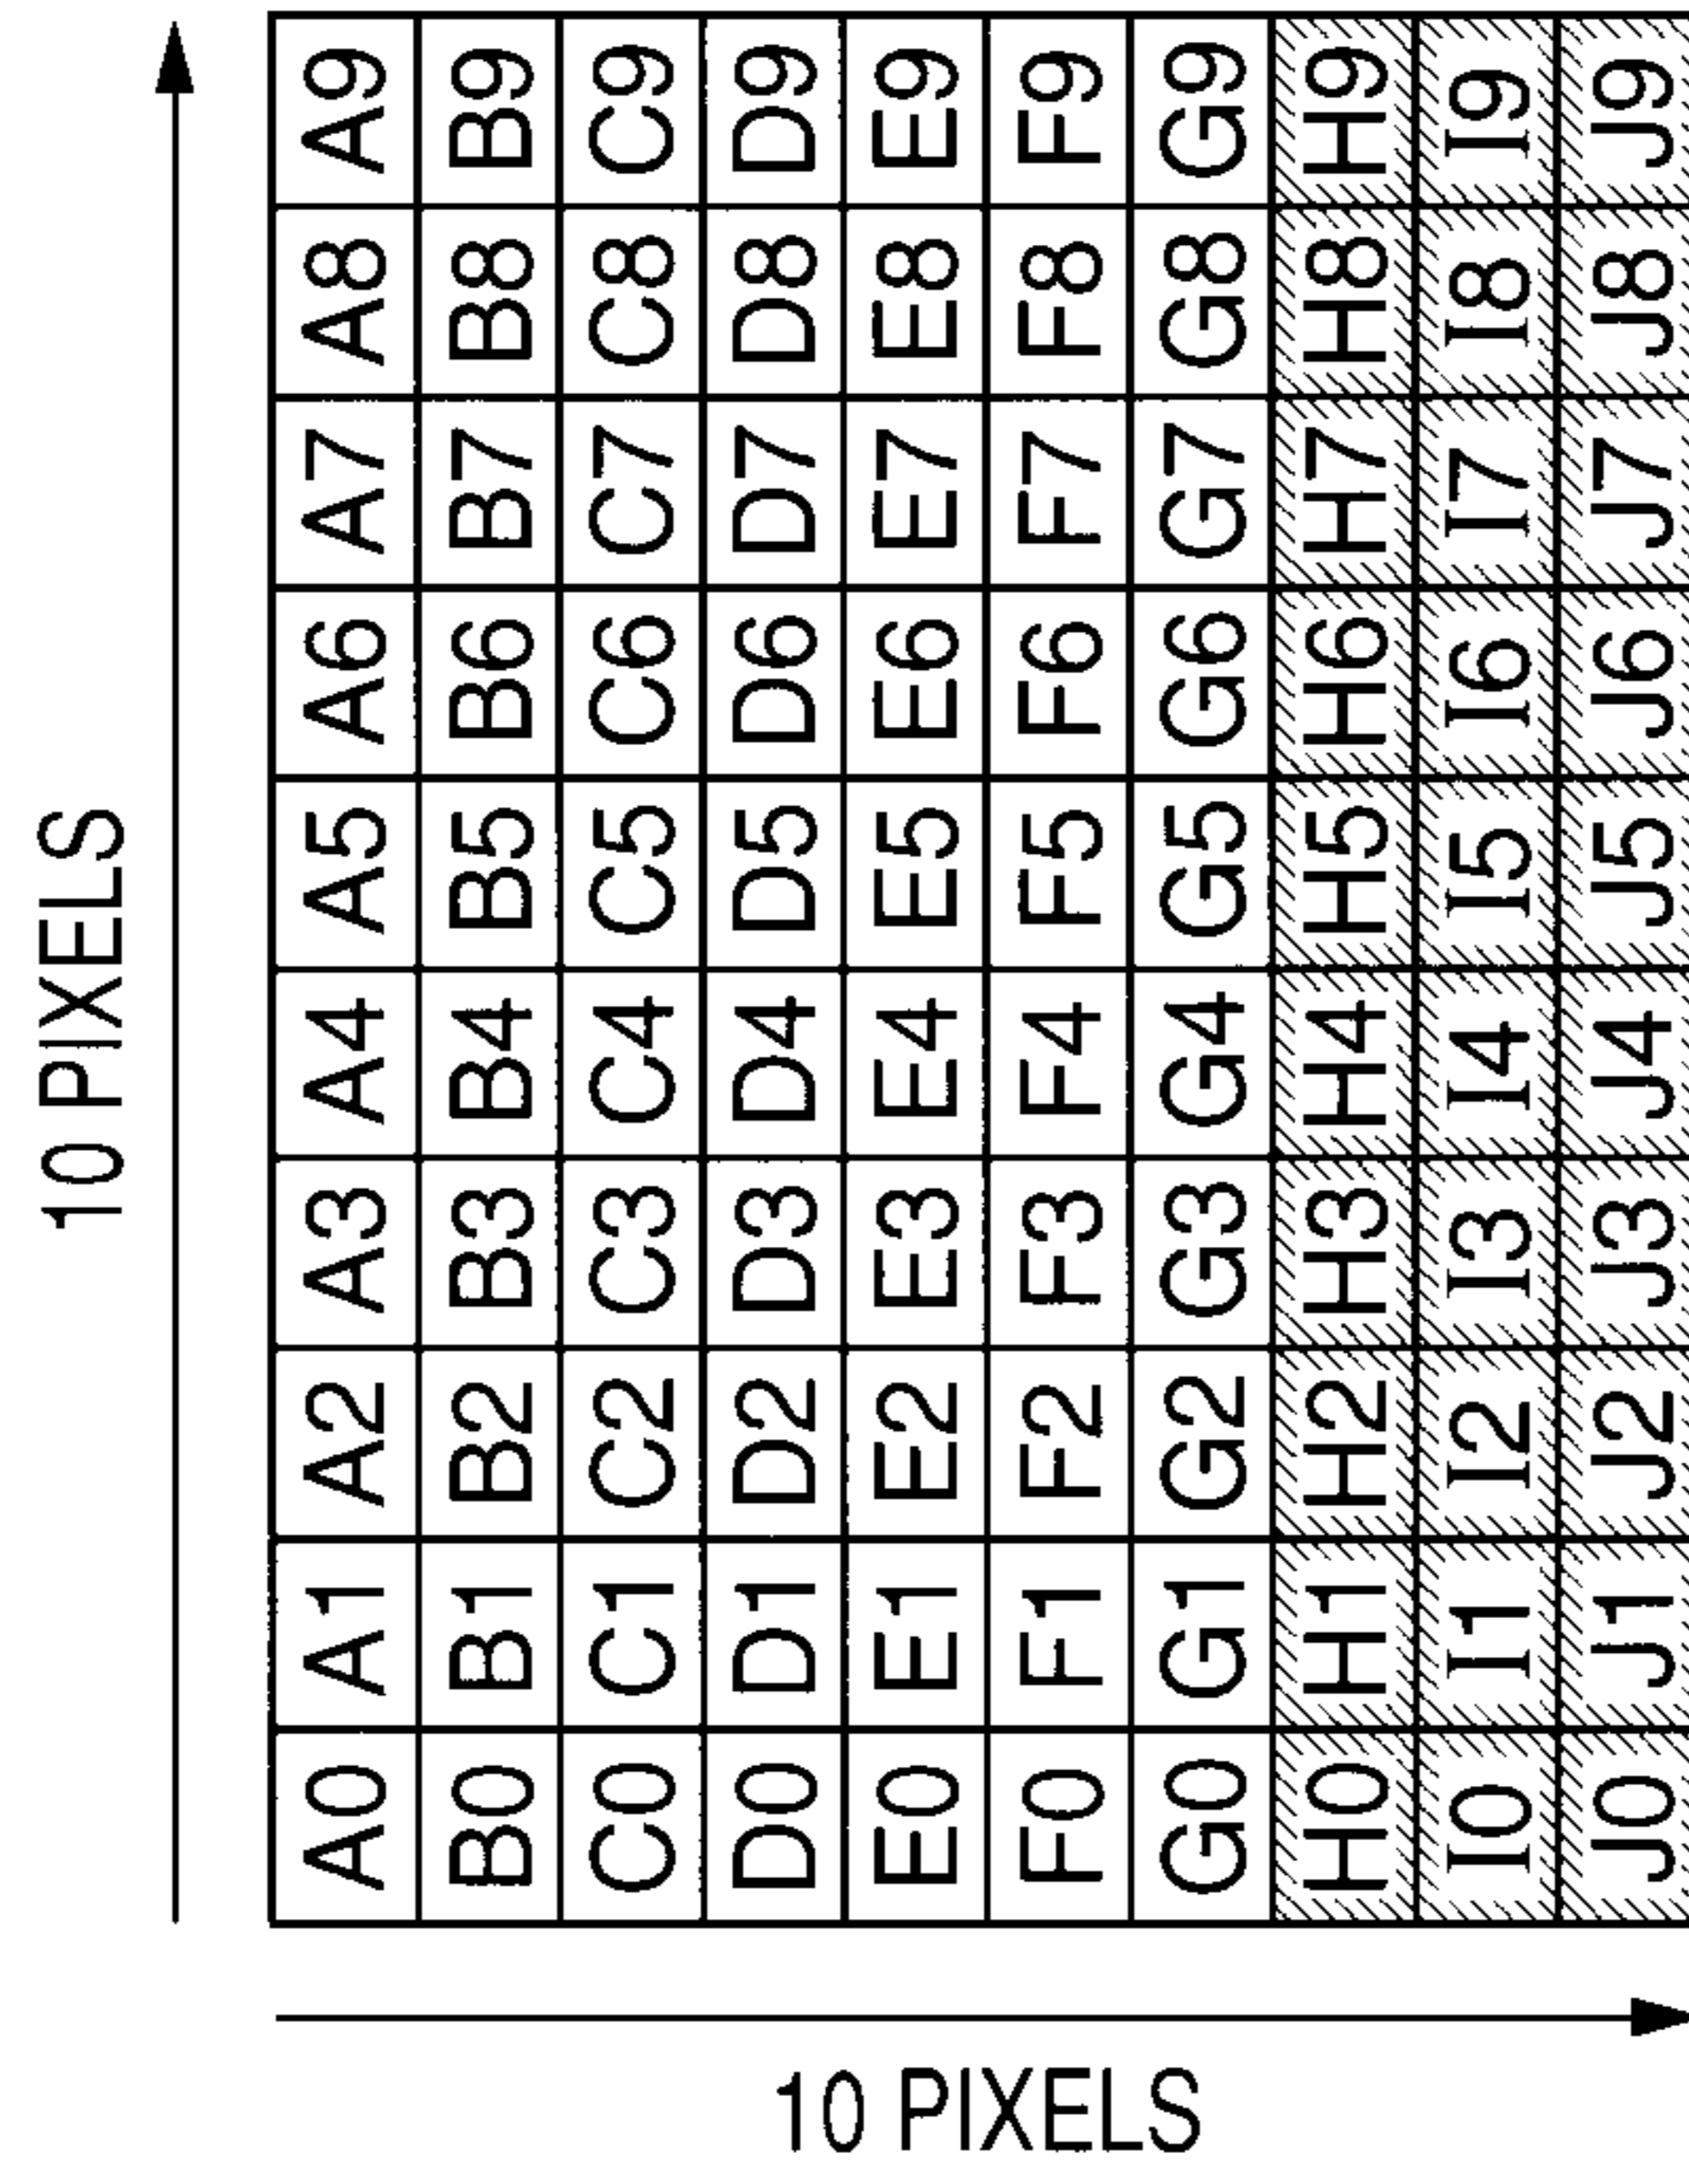 10 PIXELS
A0 A1 A2 A3 A4 A5 A6 A7 A8 A9
B0 B1 B2 B3 B4 B5 B6 B7 B8 B9
C0 C1 C2 C3 C4 C5 C6 C7 C8 C9
D0 D1 D2 D3 D4 D5 D6 D7 D8 D9
E0 E1 E2 E3 E4 E5 E6 E7 E8 E9
F0 F1 F2 F3 F4 F5 F6 F7 F8 F9
G0 G1 G2 G3 G4 G5 G6 G7 G8 G9
H0 H1 H2 H3 H4 H5 H6 H7 H8 H9
I0 I1 I2 I3 I4 I5 I6 I7 I8 I9
J0 J1 J2 J3 J4 J5 J6 J7 J8 J9
10 PIXELS